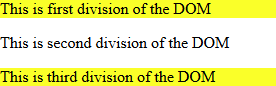 This is first division of the DOM
This is second division of the DOM
This is third division of the DOM